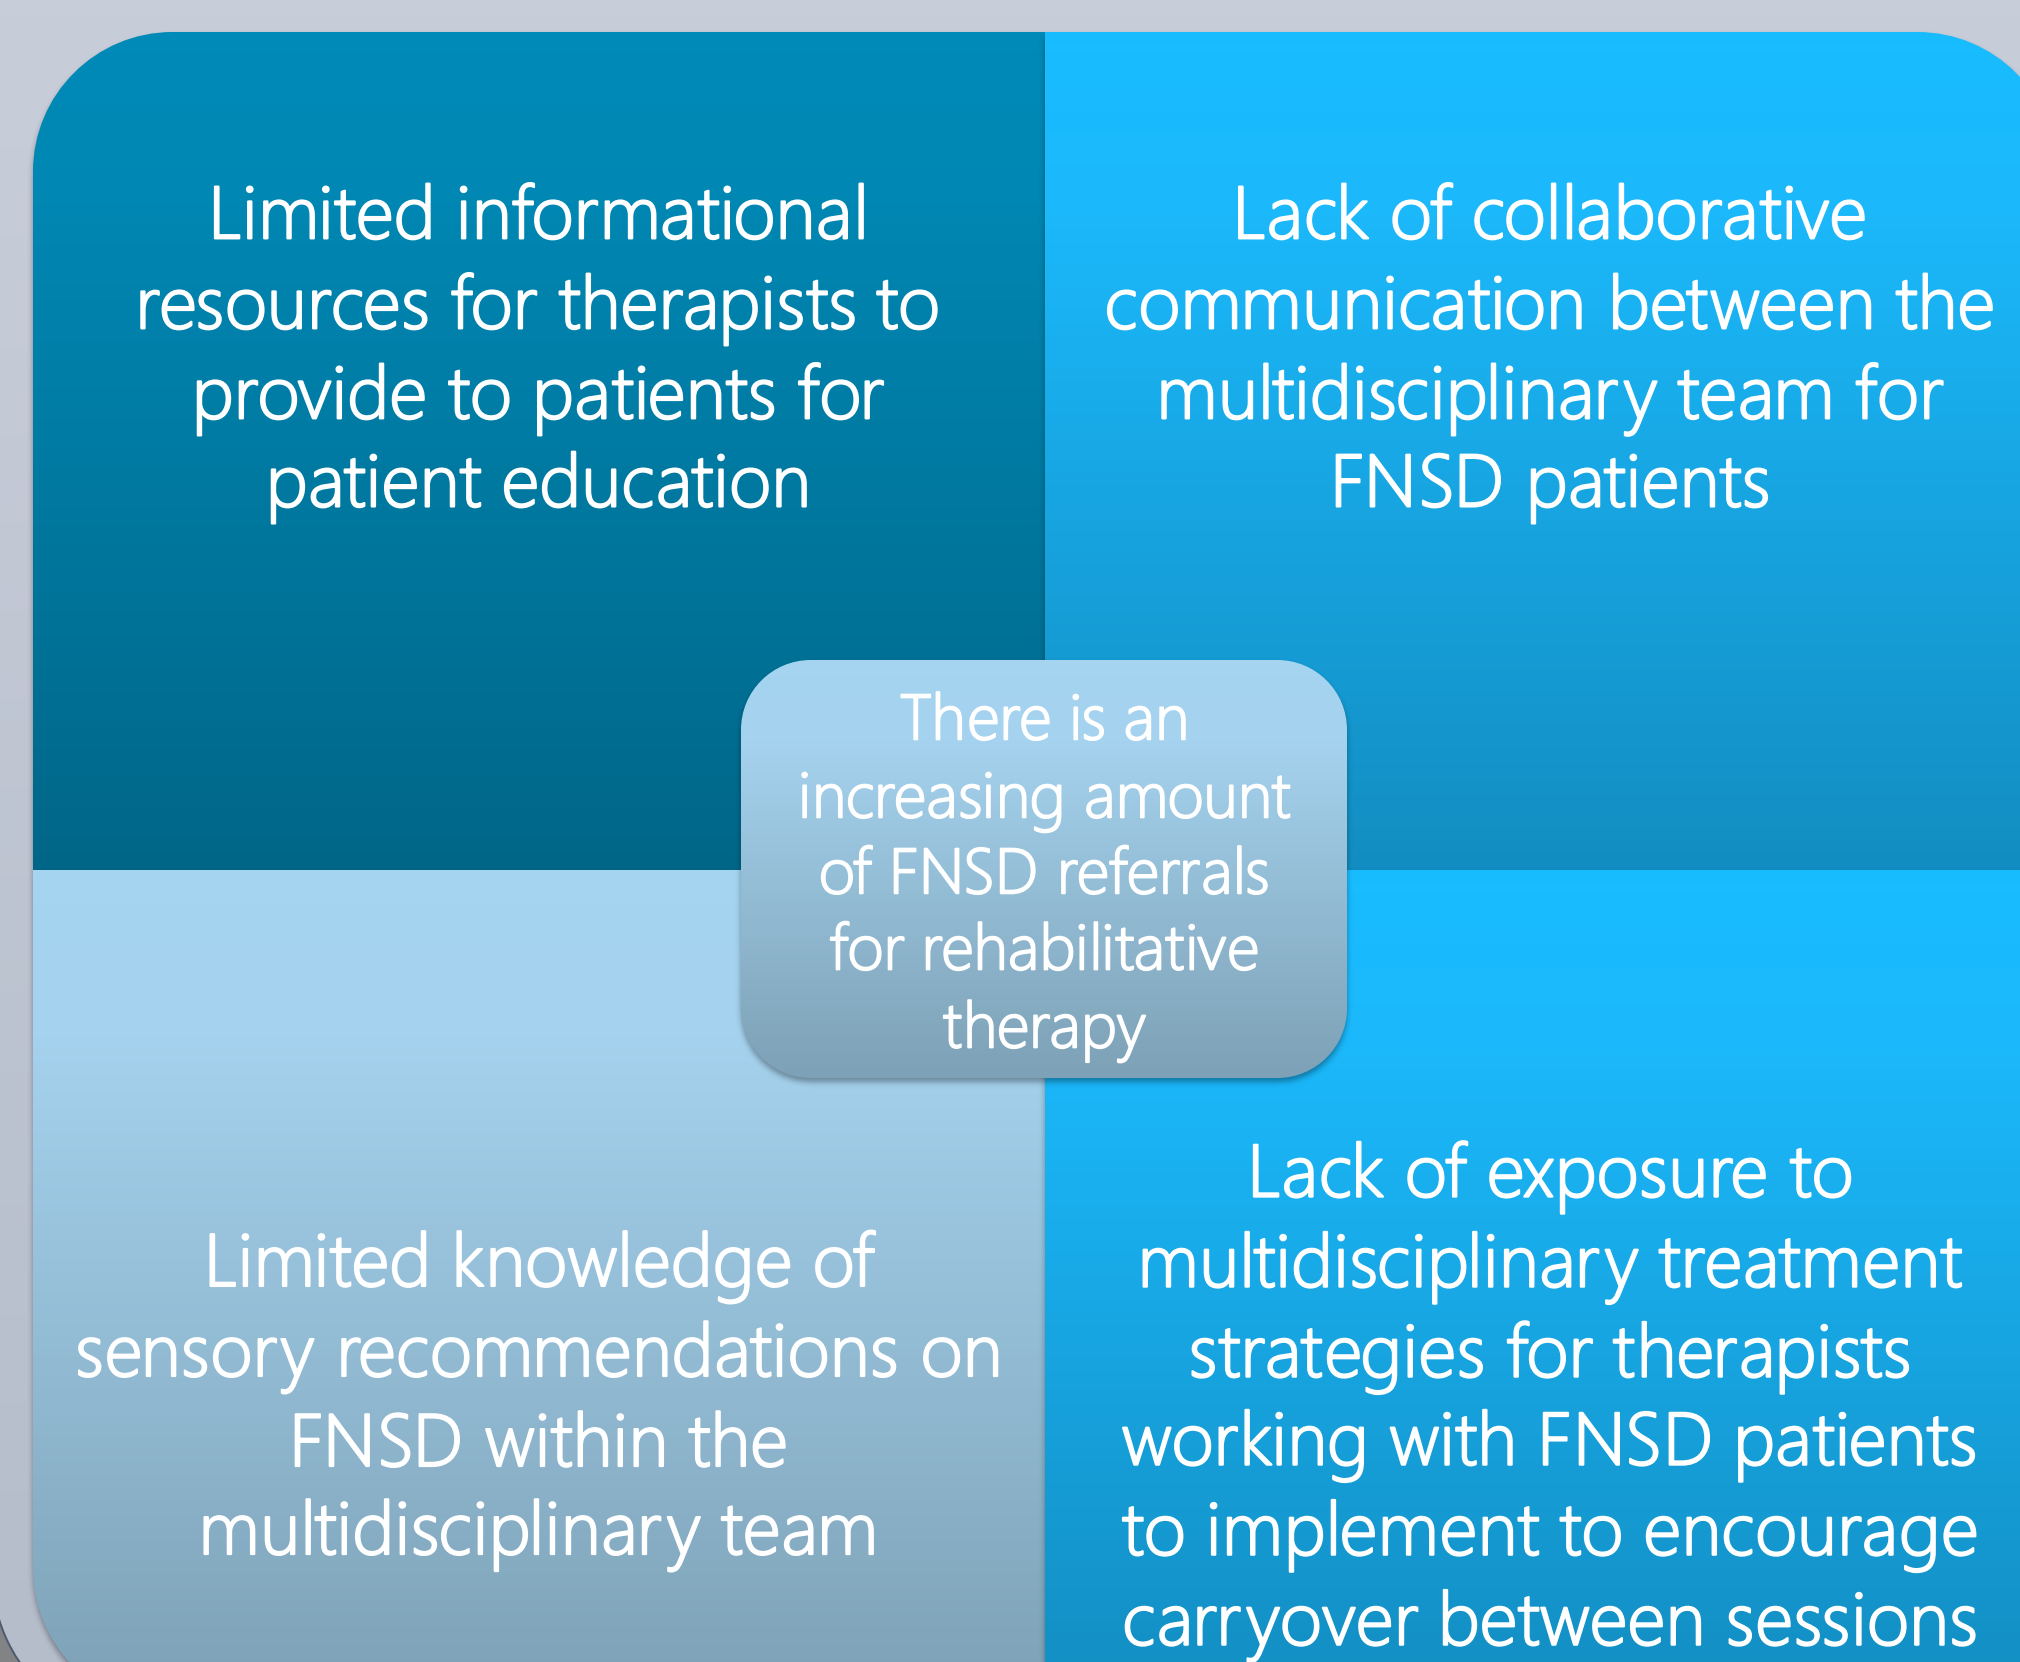 Limited informational
resources for therapists to
provide to patients for
patient education
Lack of collaborative
communication between the
multidisciplinary team for
FNSD patients
There is an
increasing amount
of FNSD referrals
for rehabilitative
therapy
Limited knowledge of
sensory recommendations on
FNSD within the
multidisciplinary team
Lack of exposure to
multidisciplinary treatment
strategies for therapists
working with FNSD patients
to implement to encourage
carryover between sessions